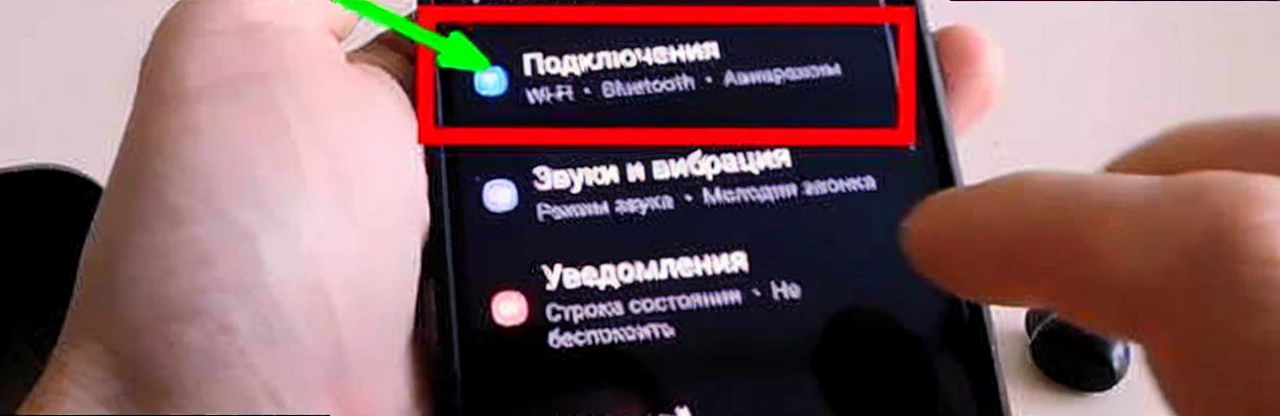 Подключения
Wi-Fi • Bluetooth • Авиарежим
Звуки и вибрация
Режим звука • Мелодия звонка
Уведомления
Строка состояния • Не
беспокоить